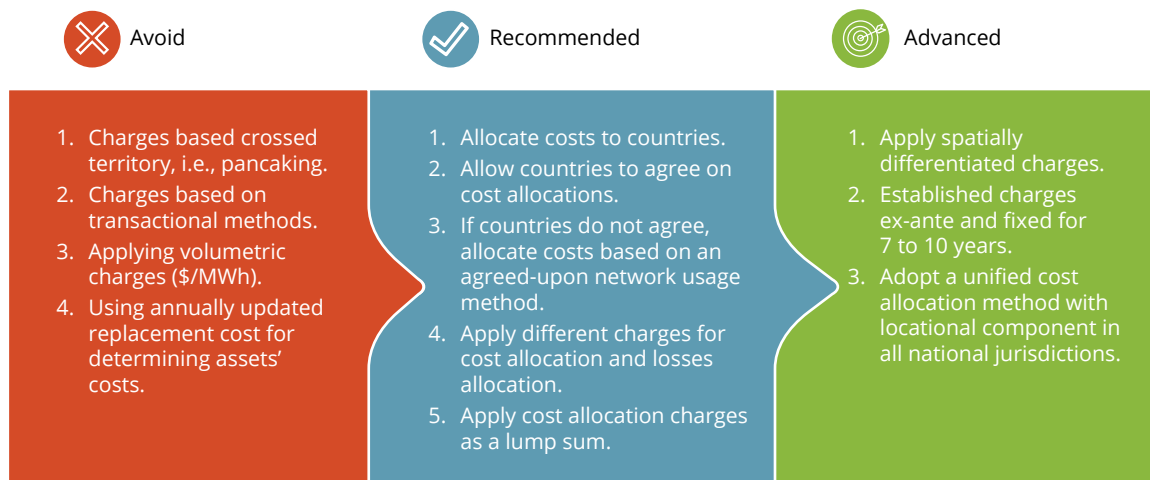 Avoid
Recommended
Advanced
1. Charges based crossed
territory, i.e., pancaking.
2. Charges based on
transactional methods.
3. Applying volumetric
charges ($/MWh).
4. Using annually updated
replacement cost for
determining assets’
costs.
1. Allocate costs to countries.
2. Allow countries to agree on
cost allocations.
3. If countries do not agree,
allocate costs based on an
agreed-upon network usage
method.
4. Apply different charges for
cost allocation and losses
allocation.
5. Apply cost allocation charges
as a lump sum.
1. Apply spatially
differentiated charges.
2. Established charges
ex-ante and fixed for
7 to 10 years.
3. Adopt a unified cost
allocation method with
locational component in
all national jurisdictions.